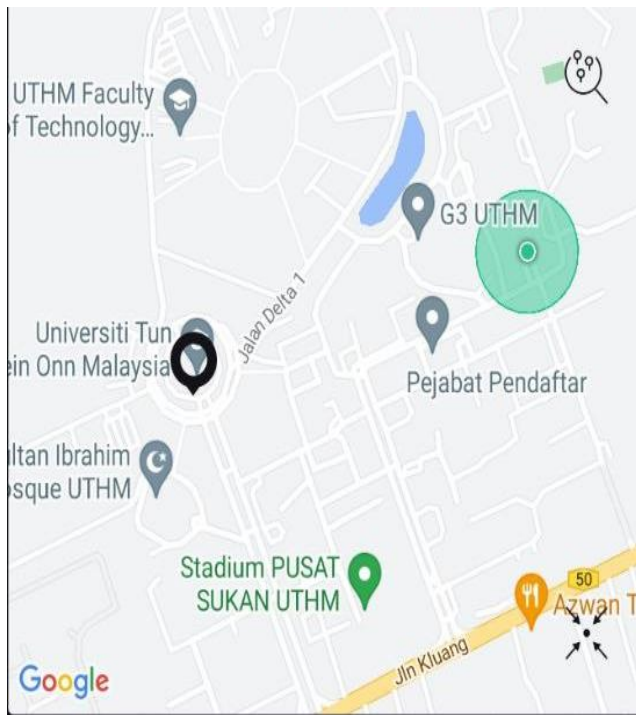 UTHM Faculty
of Technology...
G3 UTHM
Jalan Delta 1
Universiti Tun
ein Onn Malaysia
Pejabat Pendaftar
ltan Ibrahim
osque UTHM
Stadium PUSAT
SUKAN UTHM
50
Azwan T
Jln Kluang
Google